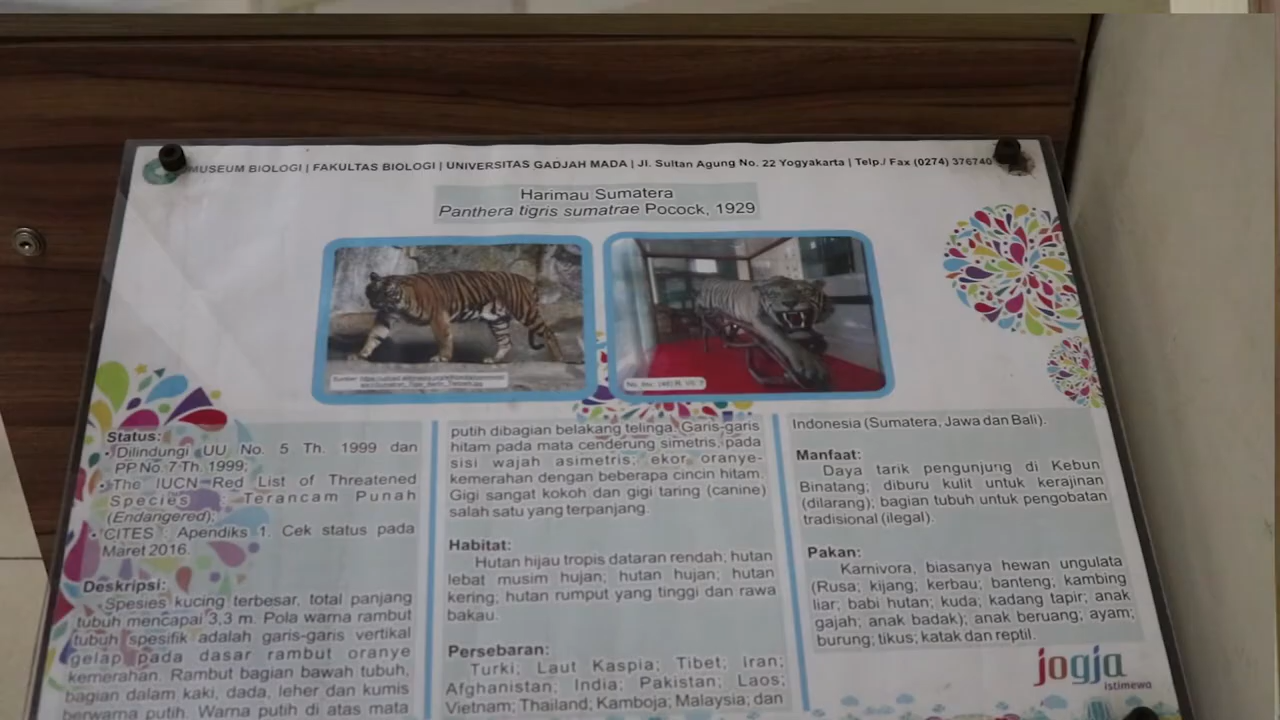 MUSEUM BIOLOGI | FAKULTAS BIOLOGI | UNIVERSITAS GADJAH MADA | Jl. Sultan Agung No. 22 Yogyakarta | Telp./ Fax (0274) 376740
Harimau Sumatera
Panthera tigris sumatrae Pocock, 1929
Status:
• Dilindungi UU No. 5 Th. 1999 dan
PP No. 7 Th. 1999;
• The IUCN Red List of Threatened
Species : Terancam Punah
(Endangered);
• CITES : Apendiks 1. Cek status pada
Maret 2016.
Deskripsi:
Spesies kucing terbesar, total panjang
tubuh mencapai 3,3 m. Pola warna rambut
tubuh spesifik adalah garis-garis vertikal
gelap pada dasar rambut oranye
kemerahan. Rambut bagian bawah tubuh,
bagian dalam kaki, dada, leher dan kumis
berwarna putih. Warna putih di atas mata
putih dibagian belakang telinga. Garis-garis
hitam pada mata cenderung simetris, pada
sisi wajah asimetris; ekor oranye-
kemerahan dengan beberapa cincin hitam.
Gigi sangat kokoh dan gigi taring (canine)
salah satu yang terpanjang.
Habitat:
Hutan hijau tropis dataran rendah; hutan
lebat musim hujan; hutan hujan; hutan
kering; hutan rumput yang tinggi dan rawa
bakau.
Persebaran:
Turki; Laut Kaspia; Tibet; Iran;
Afghanistan; India; Pakistan; Laos;
Vietnam; Thailand; Kamboja; Malaysia; dan
Indonesia (Sumatera, Jawa dan Bali).
Manfaat:
Daya tarik pengunjung di Kebun
Binatang; diburu kulit untuk kerajinan
(dilarang), bagian tubuh untuk pengobatan
tradisional (ilegal).
Pakan:
Karnivora, biasanya hewan ungulata
(Rusa; kijang; kerbau; banteng; kambing
liar; babi hutan; kuda; kadang tapir; anak
gajah; anak badak); anak beruang; ayam;
burung; tikus; katak dan reptil.
jogja
istimewa